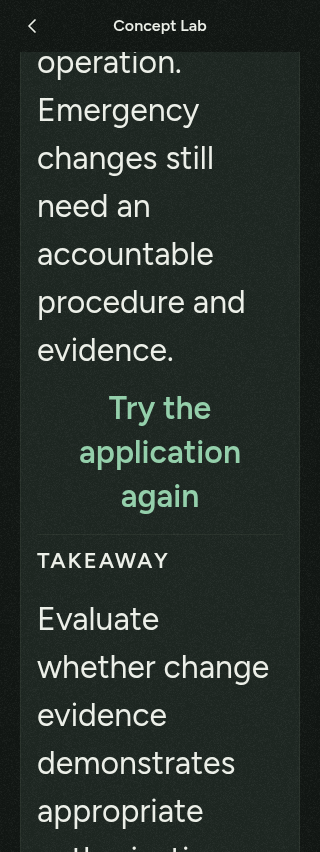 Concept Lab
operation.
Emergency
changes still
need an
accountable
procedure and
evidence.
Try the
application
again
TAKEAWAY
Evaluate
whether change
evidence
demonstrates
appropriate